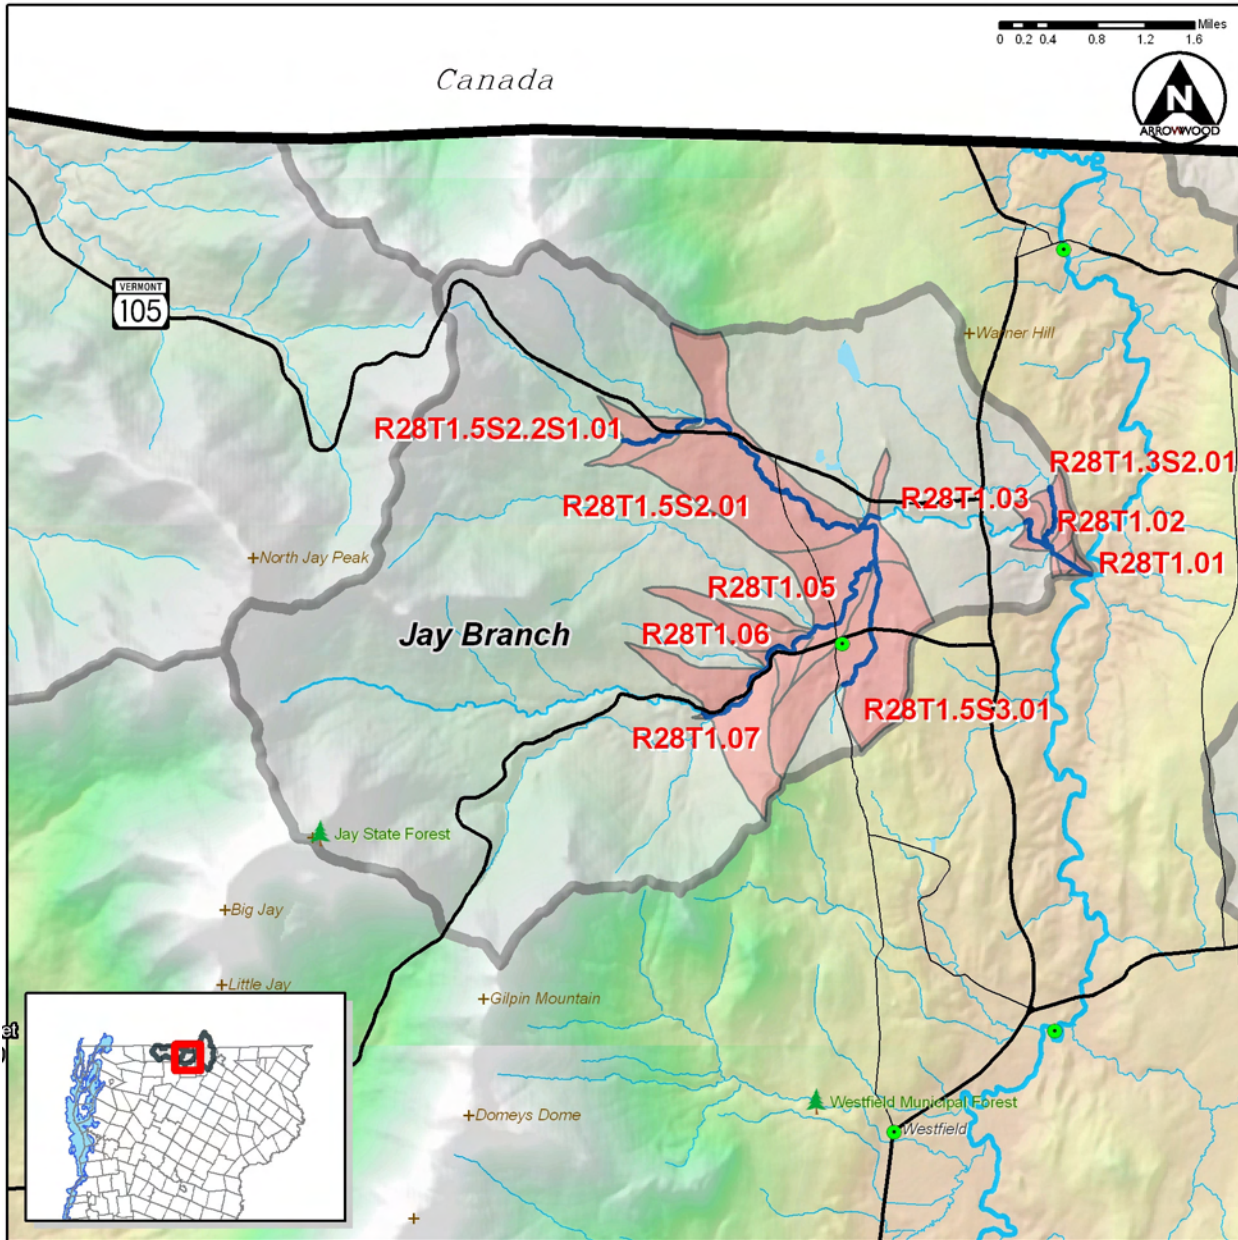 Miles
0 0.2 0.4 0.8 1.2 1.6
Canada
N
ARROWWOOD
VERMONT
105
Warner Hill
R28T1.5S2.2S1.01
R28T1.3S2.01
R28T1.03
R28T1.5S2.01
R28T1.02
North Jay Peak
R28T1.01
R28T1.05
Jay Branch
R28T1.06
R28T1.5S3.01
R28T1.07
Jay State Forest
Big Jay
Little Jay
Gilpin Mountain
et
Westfield Municipal Forest
Domeys Dome
Westfield